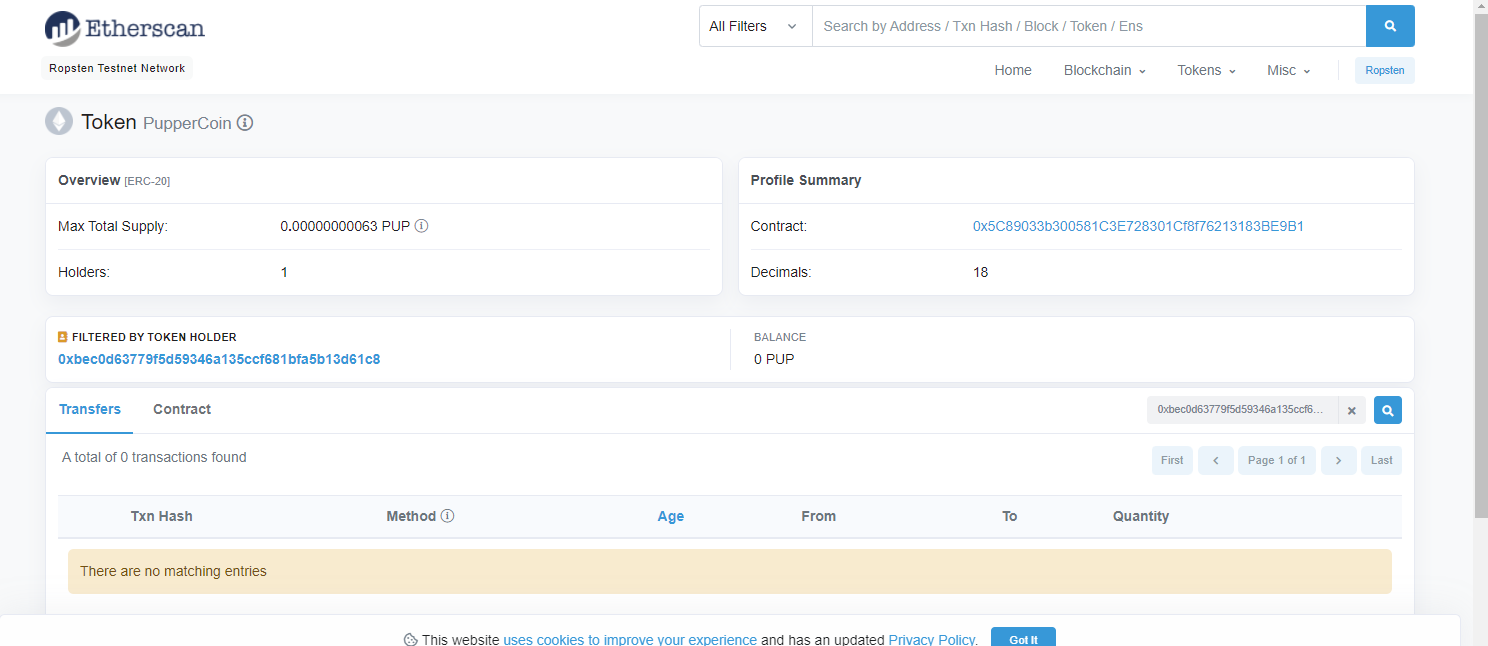 Etherscan
All Filters
Search by Address / Txn Hash / Block / Token / Ens
Ropsten Testnet Network
Home Blockchain Tokens Misc Ropsten
Token PupperCoin
Overview [ERC-20]
Max Total Supply: 0.00000000063 PUP
Holders: 1
Profile Summary
Contract: 0x5C89033b300581C3E728301Cf8f76213183BE9B1
Decimals: 18
FILTERED BY TOKEN HOLDER
0xbec0d63779f5d59346a135ccf681bfa5b13d61c8
BALANCE
0 PUP
Transfers Contract
0xbec0d63779f5d59346a135ccf6...
A total of 0 transactions found
First Page 1 of 1 Last
Txn Hash Method Age From To Quantity
There are no matching entries
This website uses cookies to improve your experience and has an updated Privacy Policy. Got It